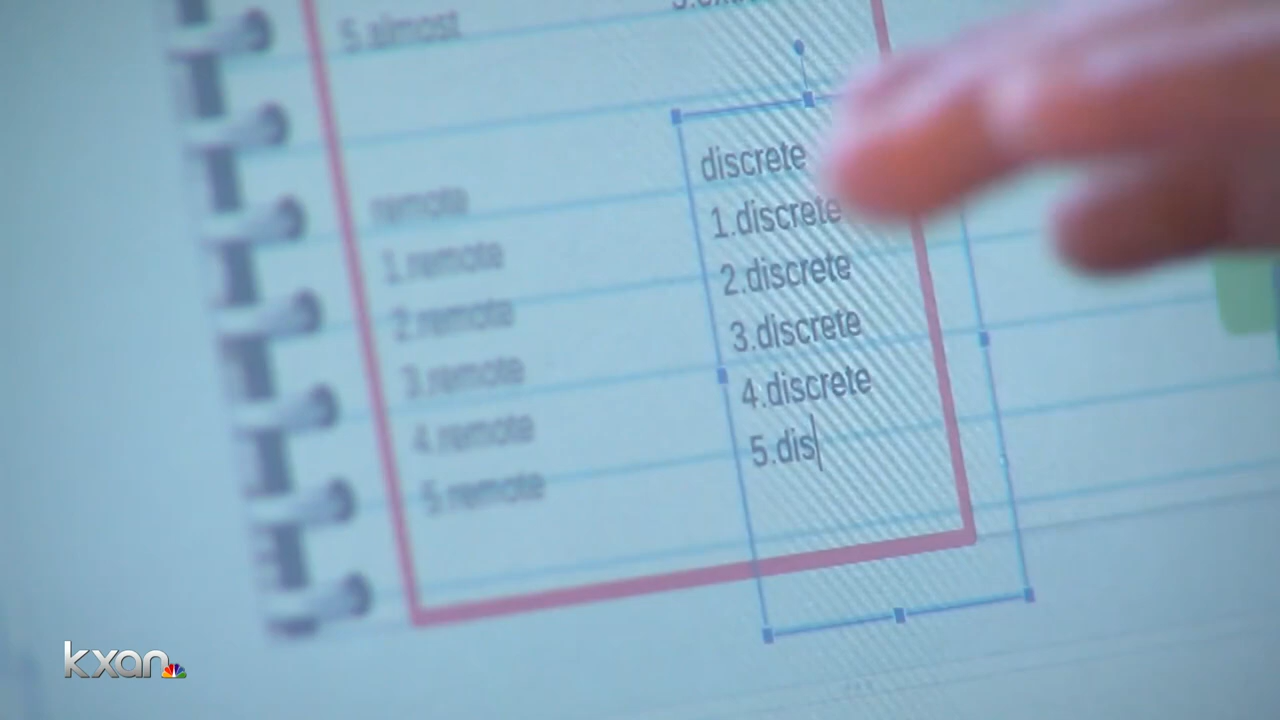 5.almost
remote
1.remote
2.remote
3.remote
4.remote
5.remote
discrete
1.discrete
2.discrete
3.discrete
4.discrete
5.dis
kxan